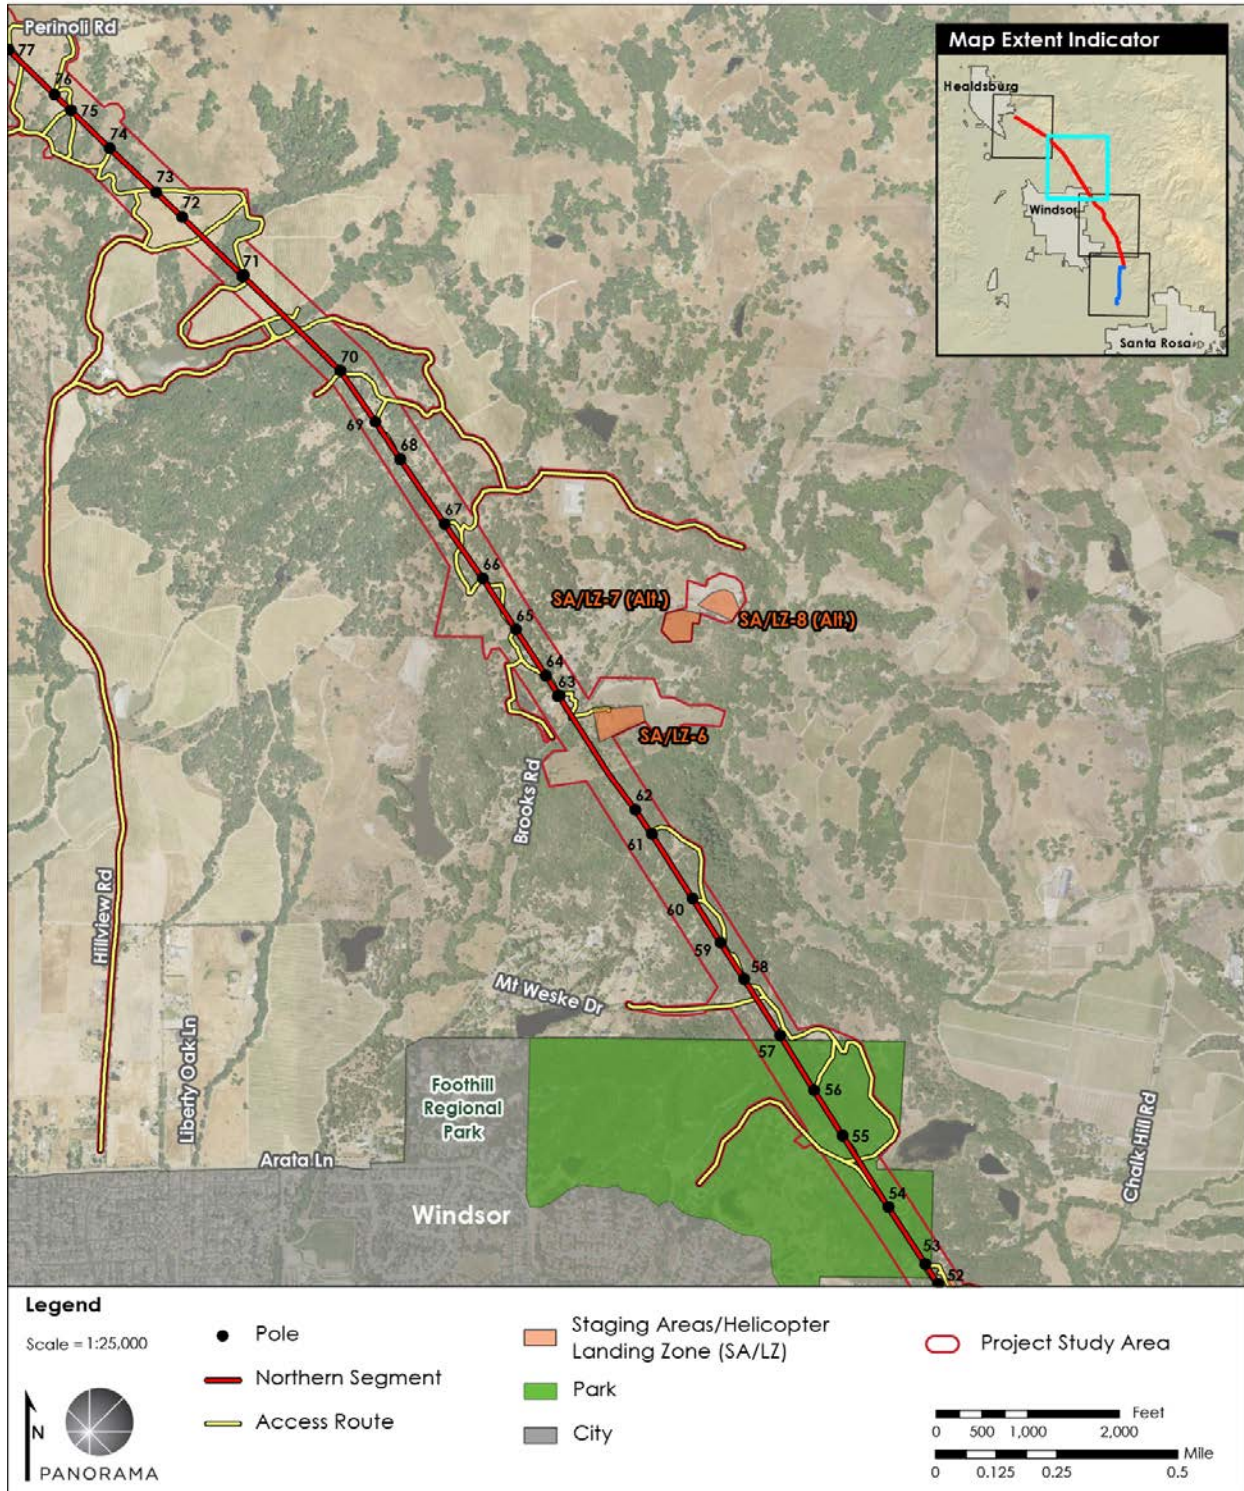 Perinoli Rd
Map Extent Indicator
Healdsburg
Windsor
Santa Rosa
77
76
75
74
73
72
71
70
69
68
67
66
65
64
63
SA/LZ-7 (Alt.)
SA/LZ-8 (Alt.)
SA/LZ-6
62
61
60
59
58
57
56
55
54
53
52
Brooks Rd
Hillview Rd
Liberty Oak Ln
Mt Weske Dr
Foothill
Regional
Park
Arata Ln
Windsor
Chalk Hill Rd
Legend
Scale = 1:25,000
N
PANORAMA
Pole
Northern Segment
Access Route
Staging Areas/Helicopter
Landing Zone (SA/LZ)
Park
City
Project Study Area
Feet
0 500 1,000 2,000
Mile
0 0.125 0.25 0.5